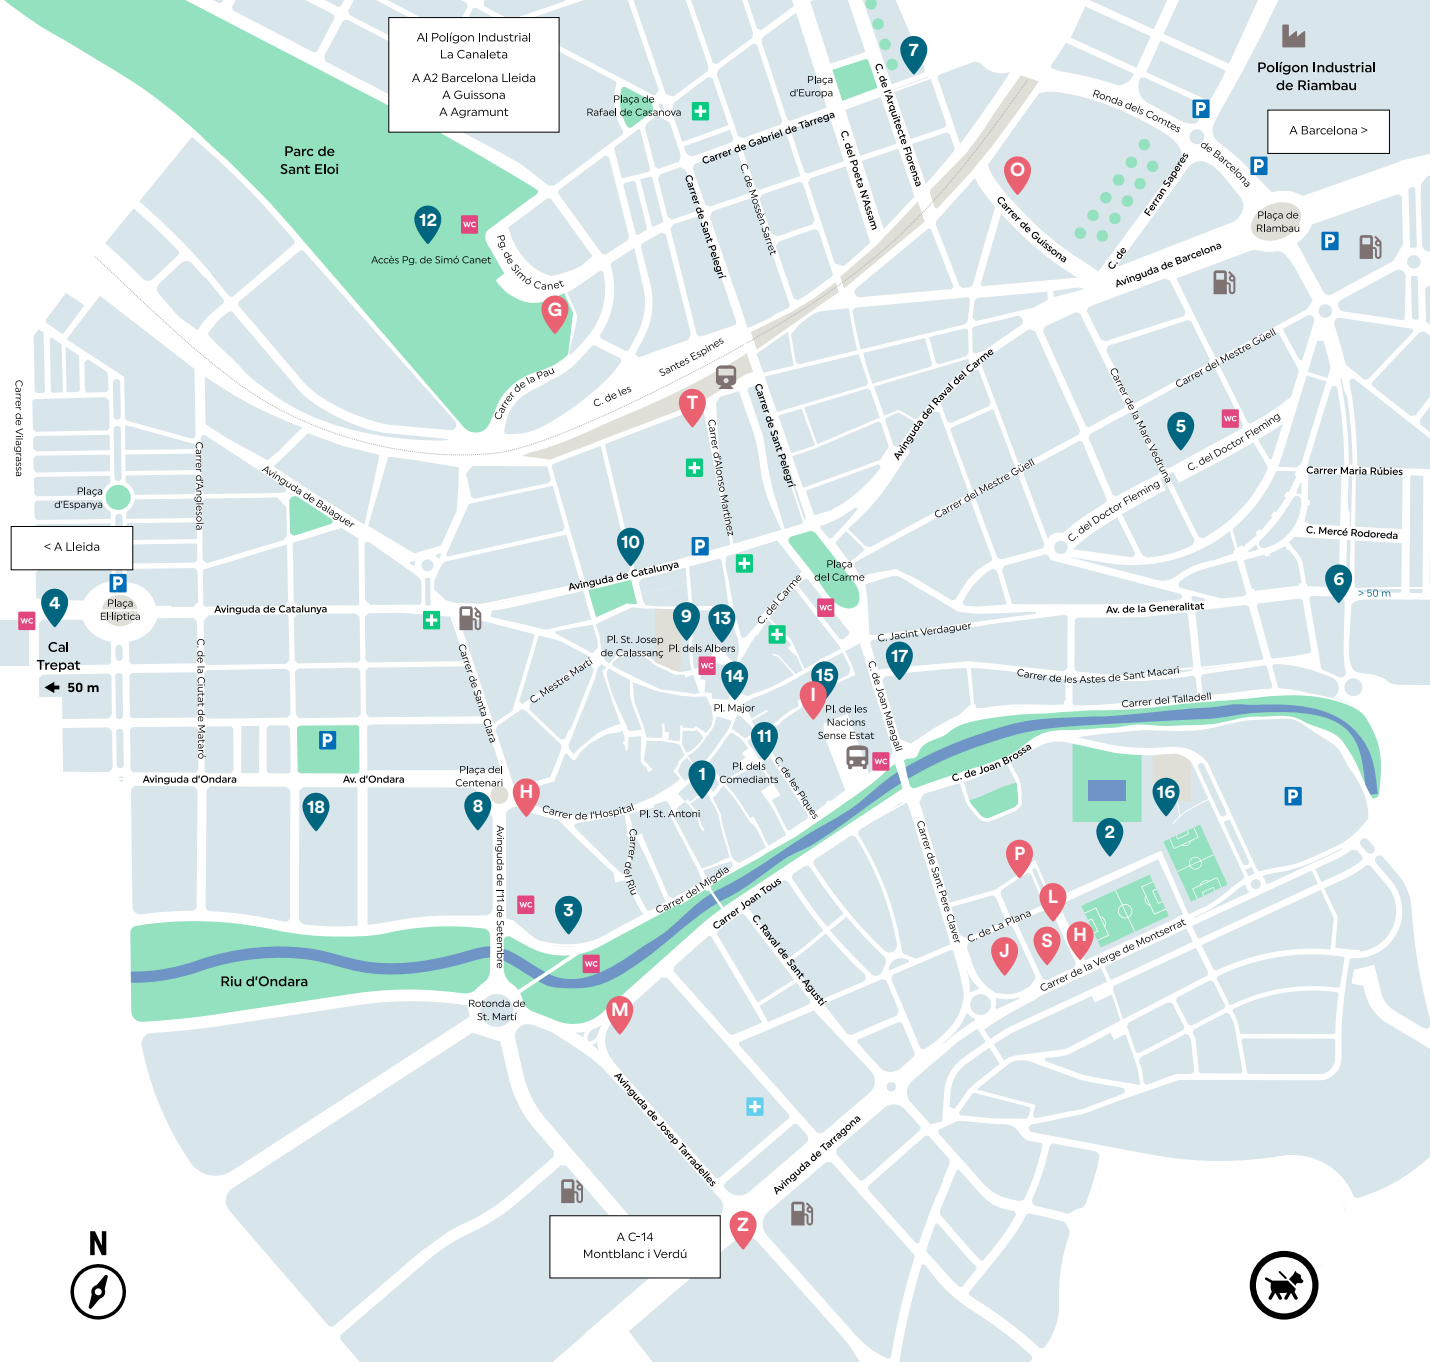 Al Polígon Industrial
La Canaleta
A A2 Barcelona Lleida
A Guissona
A Agramunt
7
Plaça
d'Europa
C. de l'Arquitecte Florensa
Polígon Industrial
de Riambau
A Barcelona >
Ronda dels Comtes
de Barcelona
P
P
Plaça de
Rafael de Casanova
Carrer de Gabriel de Tàrrega
C. del Poeta N'Assam
C. de Mossèn Sarret
Carrer de Sant Pelegrí
Parc de
Sant Eloi
12
WC
Accès Pg. de Simó Canet
Pg. de Simó Canet
G
O
Carrer de Guissona
C. de
Ferran Saperes
Plaça de
RIambau
P
Avinguda de Barcelona
Carrer de la Pau
C. de les
Santes Espines
T
Carrer de Sant Pelegrí
Carrer d'Alonso Martínez
Avinguda del Raval del Carme
Carrer del Mestre Güell
Carrer del Mestre Güell
Carrer de la Mare Vedruna
5
WC
C. del Doctor Fleming
C. del Doctor Fleming
Carrer Maria Rúbies
C. Mercé Rodoreda
6
> 50 m
Carrer de Vilagrassa
Carrer d'Anglesola
Avinguda de Balaguer
Plaça
d'Espanya
< A Lleida
P
4
WC
Plaça
El·líptica
Cal
Trepat
50 m
Avinguda de Catalunya
10
P
Avinguda de Catalunya
Plaça
del Carme
WC
C. del Carme
Av. de la Generalitat
C. Jacint Verdaguer
17
Carrer de les Astes de Sant Macari
Carrer del Talladell
9
13
Pl. St. Josep
de Calassanç
Pl. dels Albers
WC
14
Pl. Major
15
I
Pl. de les
Nacions
Sense Estat
WC
C. de Joan Maragall
C. Mestre Martí
Carrer de Santa Clara
C. de la Ciutat de Mataró
P
Avinguda d'Ondara
Av. d'Ondara
18
Plaça del
Centenari
8
H
Carrer de l'Hospital
1
Pl. St. Antoni
11
Pl. dels
Comediants
C. de les Piques
C. de Joan Brossa
16
2
P
Carrer del Riu
Avinguda de l'11 de Setembre
WC
3
Carrer del Migdia
Carrer Joan Tous
C. Raval de Sant Agustí
Carrer de Sant Pere Claver
P
L
C. de La Plana
J
S
H
Carrer de la Verge de Montserrat
WC
Riu d'Ondara
Rotonda de
St. Martí
M
Avinguda de Josep Tarradelles
Avinguda de Tarragona
Z
A C-14
Montblanc i Verdú
N